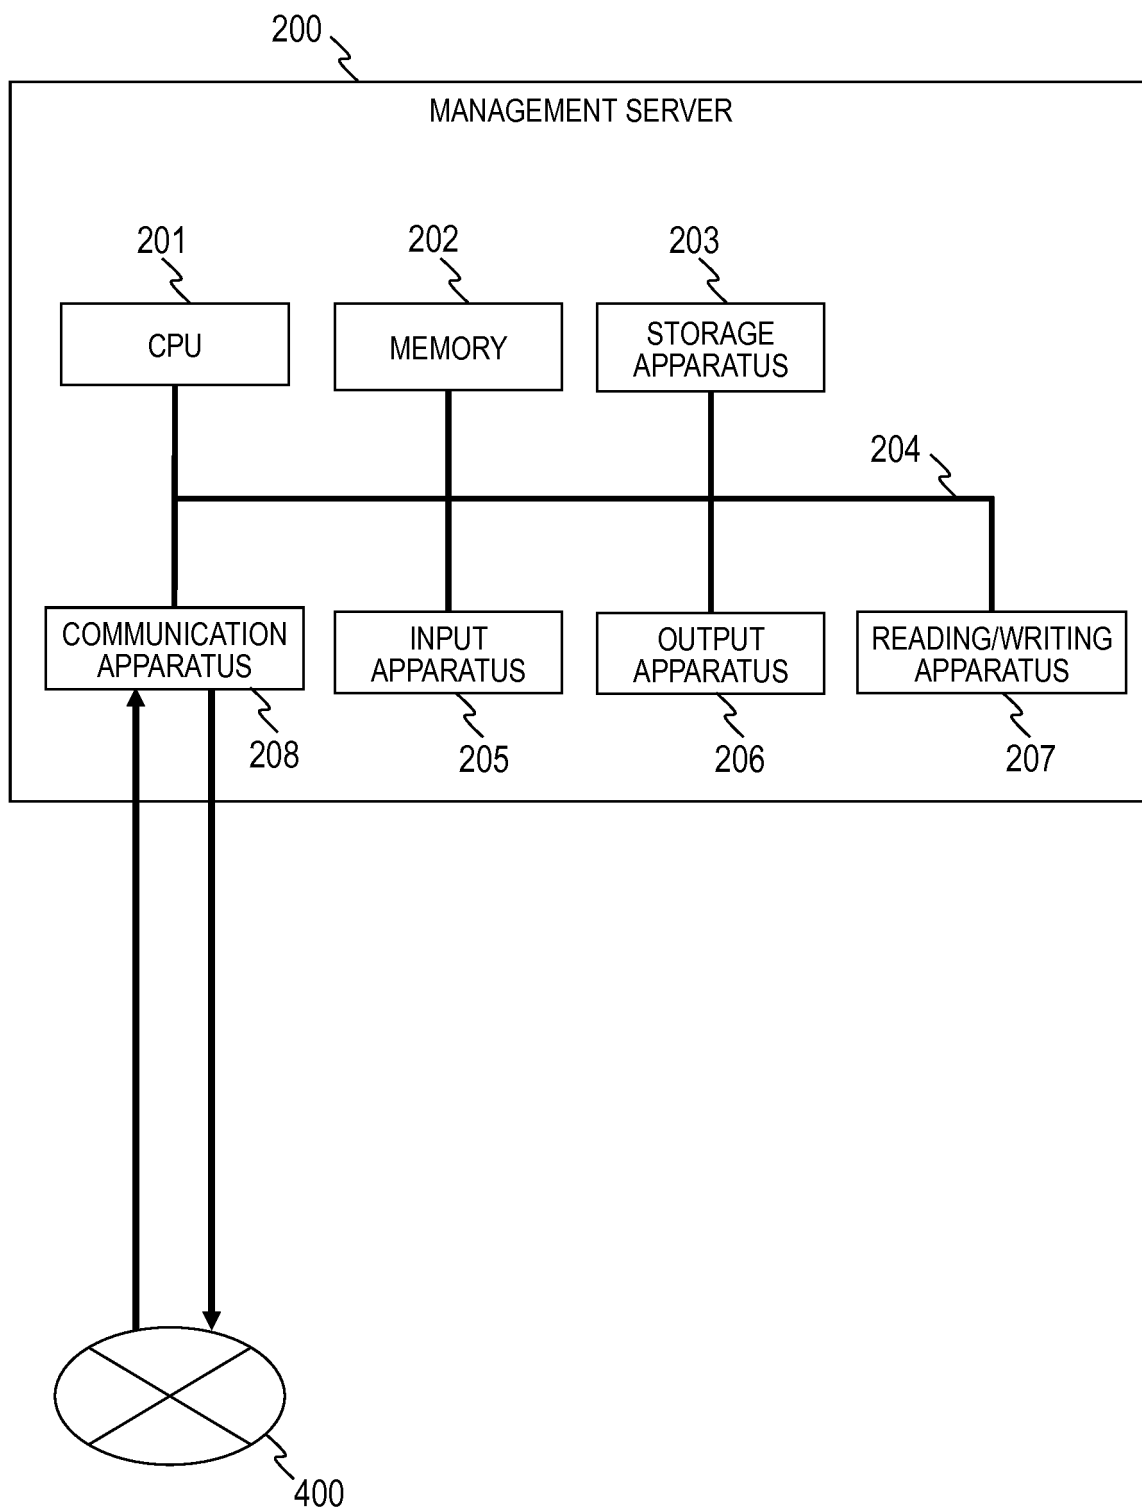 200
MANAGEMENT SERVER
201
202
203
CPU
MEMORY
STORAGE
APPARATUS
204
COMMUNICATION
APPARATUS
INPUT
APPARATUS
OUTPUT
APPARATUS
READING/WRITING
APPARATUS
208
205
206
207
400